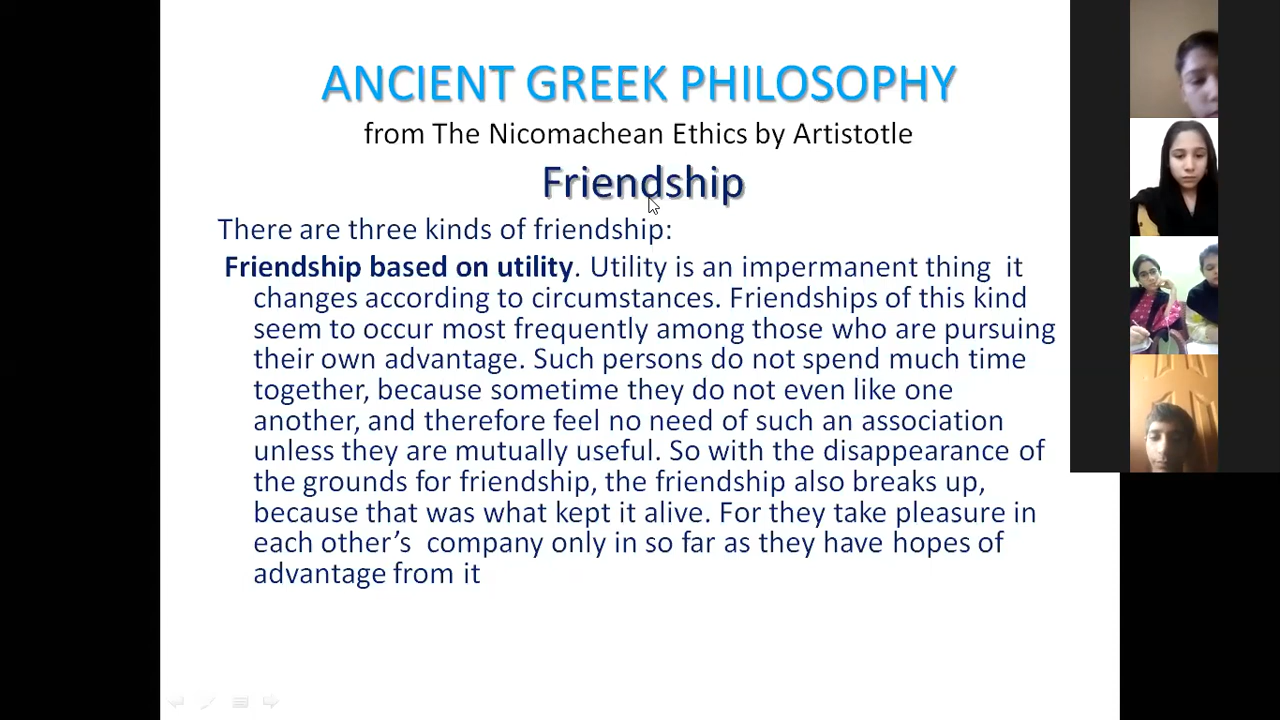 ANCIENT GREEK PHILOSOPHY
from The Nicomachean Ethics by Artistotle
Friendship
There are three kinds of friendship:
Friendship based on utility. Utility is an impermanent thing it
changes according to circumstances. Friendships of this kind
seem to occur most frequently among those who are pursuing
their own advantage. Such persons do not spend much time
together, because sometime they do not even like one
another, and therefore feel no need of such an association
unless they are mutually useful. So with the disappearance of
the grounds for friendship, the friendship also breaks up,
because that was what kept it alive. For they take pleasure in
each other’s company only in so far as they have hopes of
advantage from it